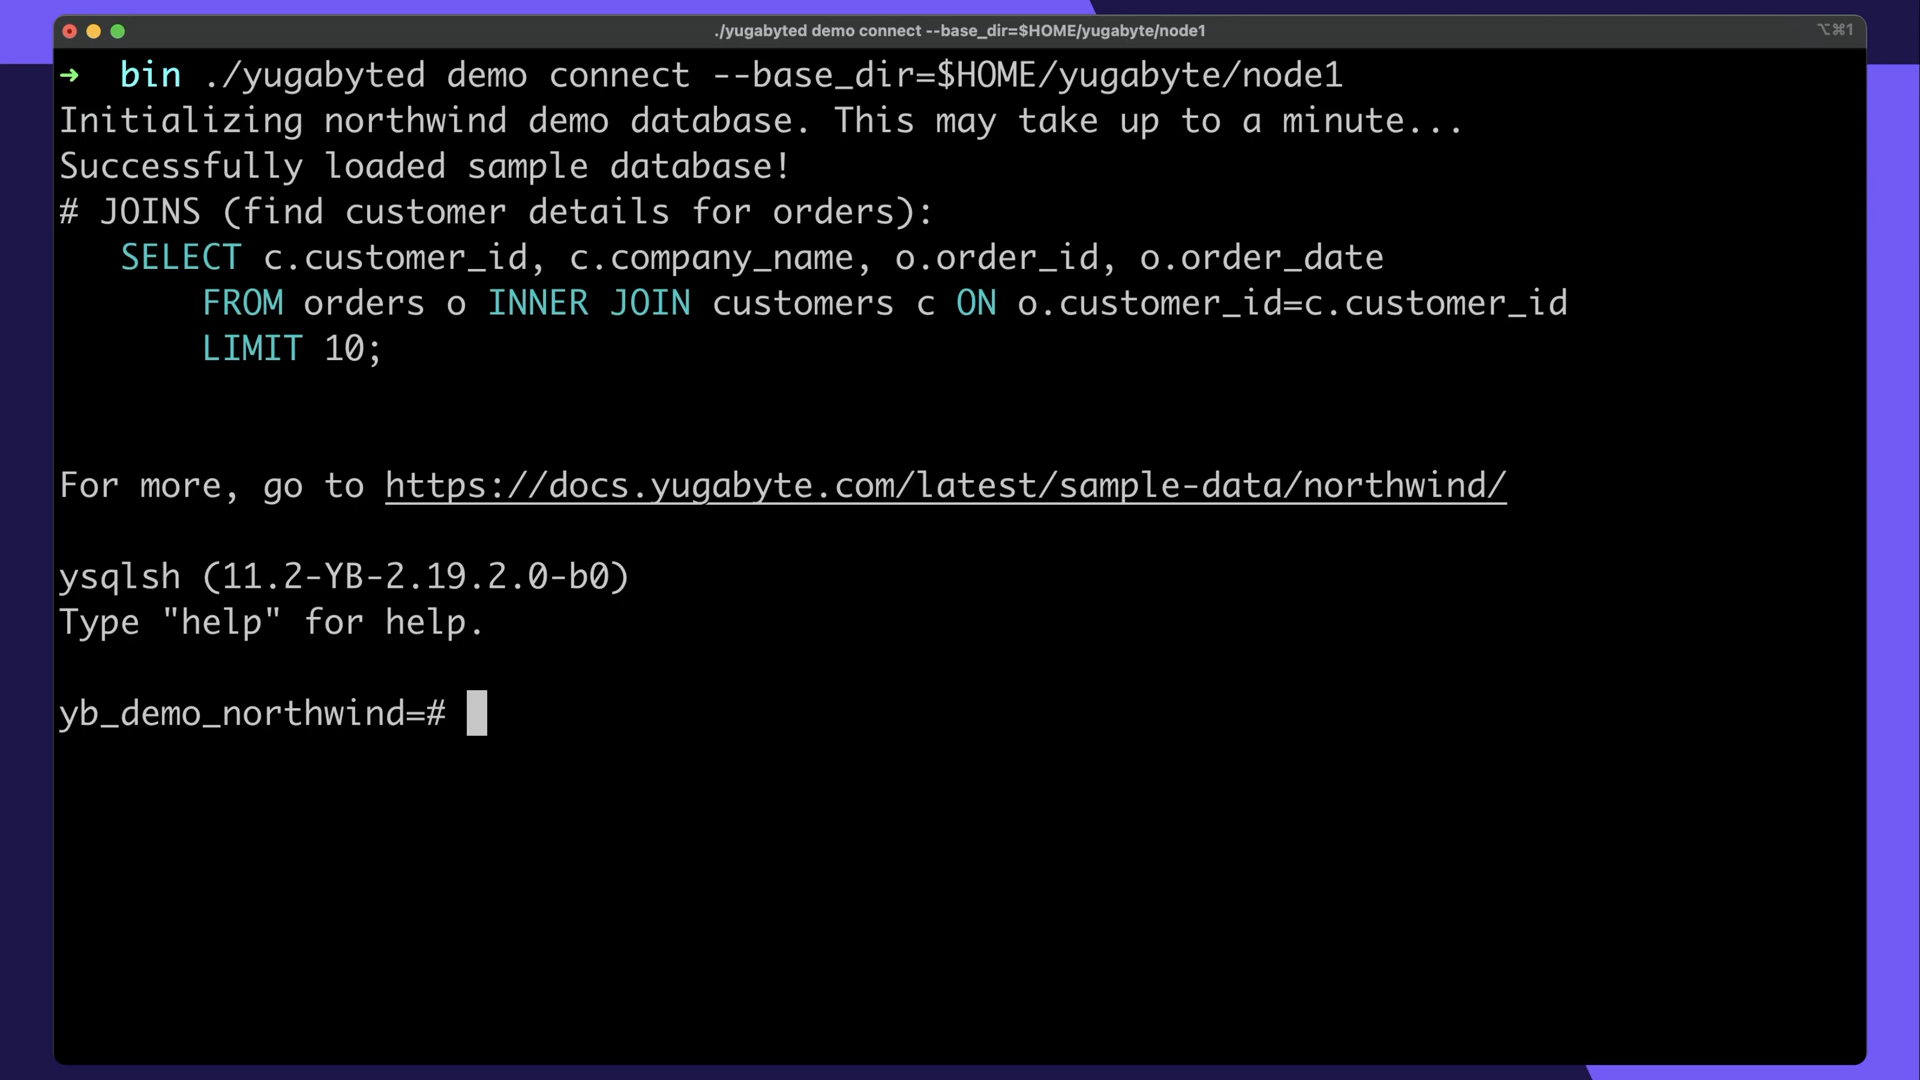 ./yugabyted demo connect --base_dir=$HOME/yugabyte/node1
⌥⌘1
➜ bin ./yugabyted demo connect --base_dir=$HOME/yugabyte/node1
Initializing northwind demo database. This may take up to a minute...
Successfully loaded sample database!
# JOINS (find customer details for orders):
SELECT c.customer_id, c.company_name, o.order_id, o.order_date
FROM orders o INNER JOIN customers c ON o.customer_id=c.customer_id
LIMIT 10;
For more, go to https://docs.yugabyte.com/latest/sample-data/northwind/
ysqlsh (11.2-YB-2.19.2.0-b0)
Type "help" for help.
yb_demo_northwind=#